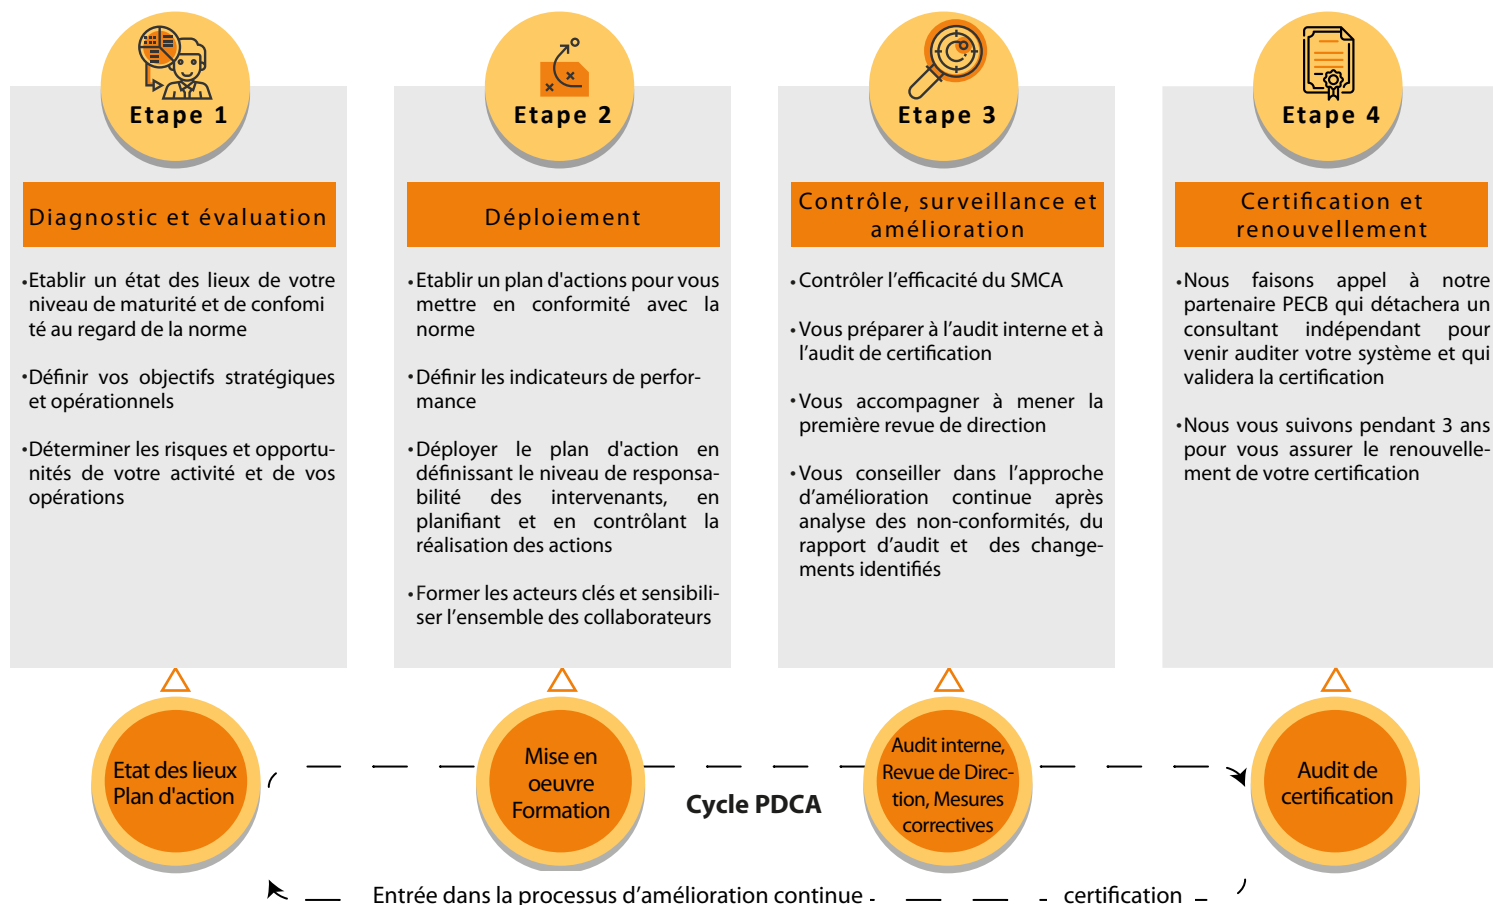 Etape 1
Diagnostic et évaluation
•Etablir un état des lieux de votre
niveau de maturité et de confomi
té au regard de la norme
•Définir vos objectifs stratégiques
et opérationnels
•Déterminer les risques et opportu-
nités de votre activité et de vos
opérations
Etat des lieux
Plan d'action
Etape 2
Déploiement
•Etablir un plan d'actions pour vous
mettre en conformité avec la
norme
•Définir les indicateurs de perfor-
mance
•Déployer le plan d'action en
définissant le niveau de responsa-
bilité des intervenants, en
planifiant et en contrôlant la
réalisation des actions
•Former les acteurs clés et sensibili-
ser l’ensemble des collaborateurs
Mise en
oeuvre
Formation
Etape 3
Contrôle, surveillance et
amélioration
•Contrôler l’efficacité du SMCA
•Vous préparer à l’audit interne et à
l’audit de certification
•Vous accompagner à mener la
première revue de direction
•Vous conseiller dans l’approche
d’amélioration continue après
analyse des non-conformités, du
rapport d’audit et des change-
ments identifiés
Audit interne,
Revue de Direc-
tion, Mesures
correctives
Etape 4
Certification et
renouvellement
•Nous faisons appel à notre
partenaire PECB qui détachera un
consultant indépendant pour
venir auditer votre système et qui
validera la certification
•Nous vous suivons pendant 3 ans
pour vous assurer le renouvelle-
ment de votre certification
Audit de
certification
Cycle PDCA
Entrée dans la processus d’amélioration continue
certification